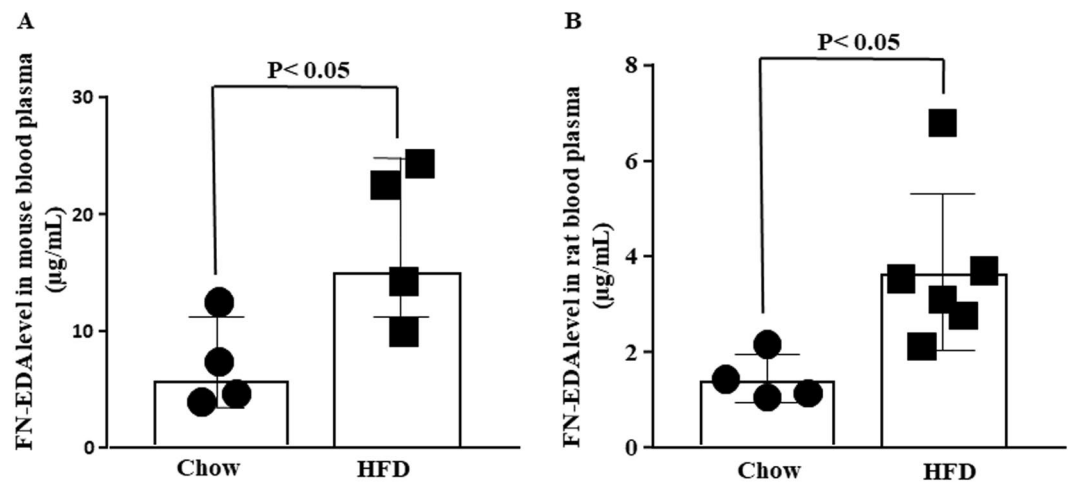 A
FN-EDA level in mouse blood plasma
(µg/mL)
P< 0.05
30
20
10
0
Chow
HFD
B
FN-EDA level in rat blood plasma
(µg/mL)
P< 0.05
8
6
4
2
0
Chow
HFD